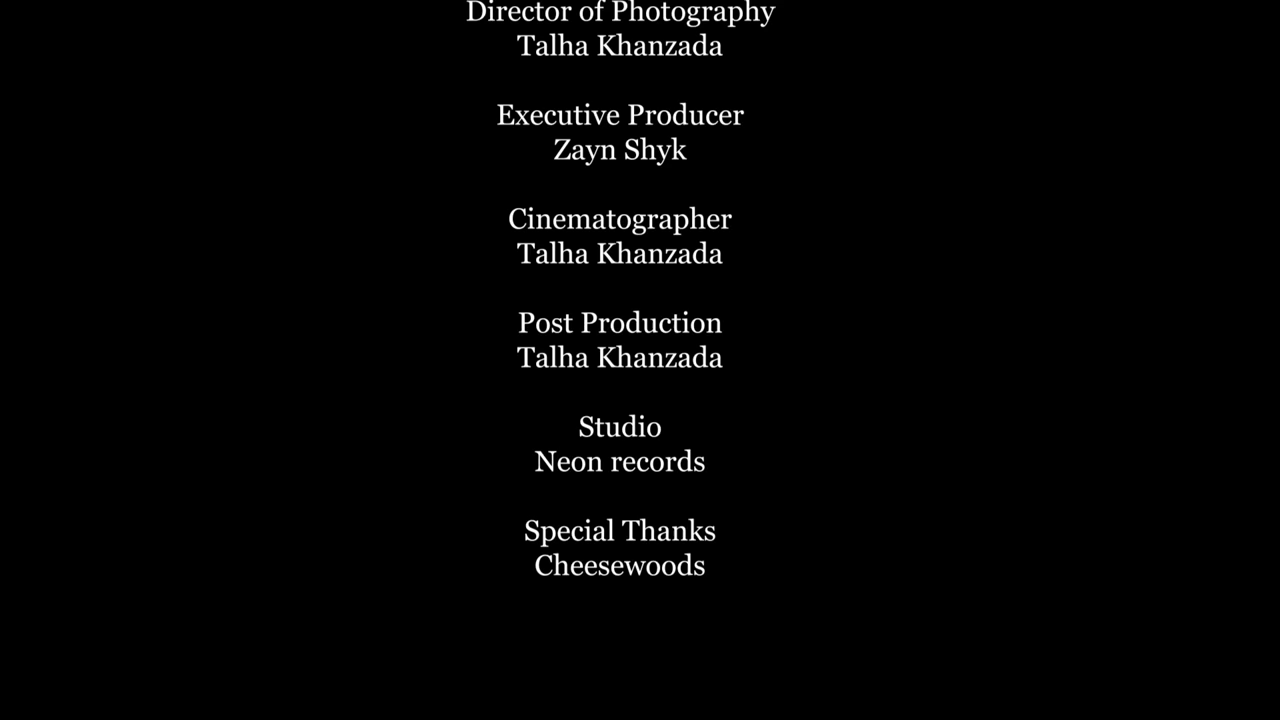 Director of Photography
Talha Khanzada
Executive Producer
Zayn Shyk
Cinematographer
Talha Khanzada
Post Production
Talha Khanzada
Studio
Neon records
Special Thanks
Cheesewoods